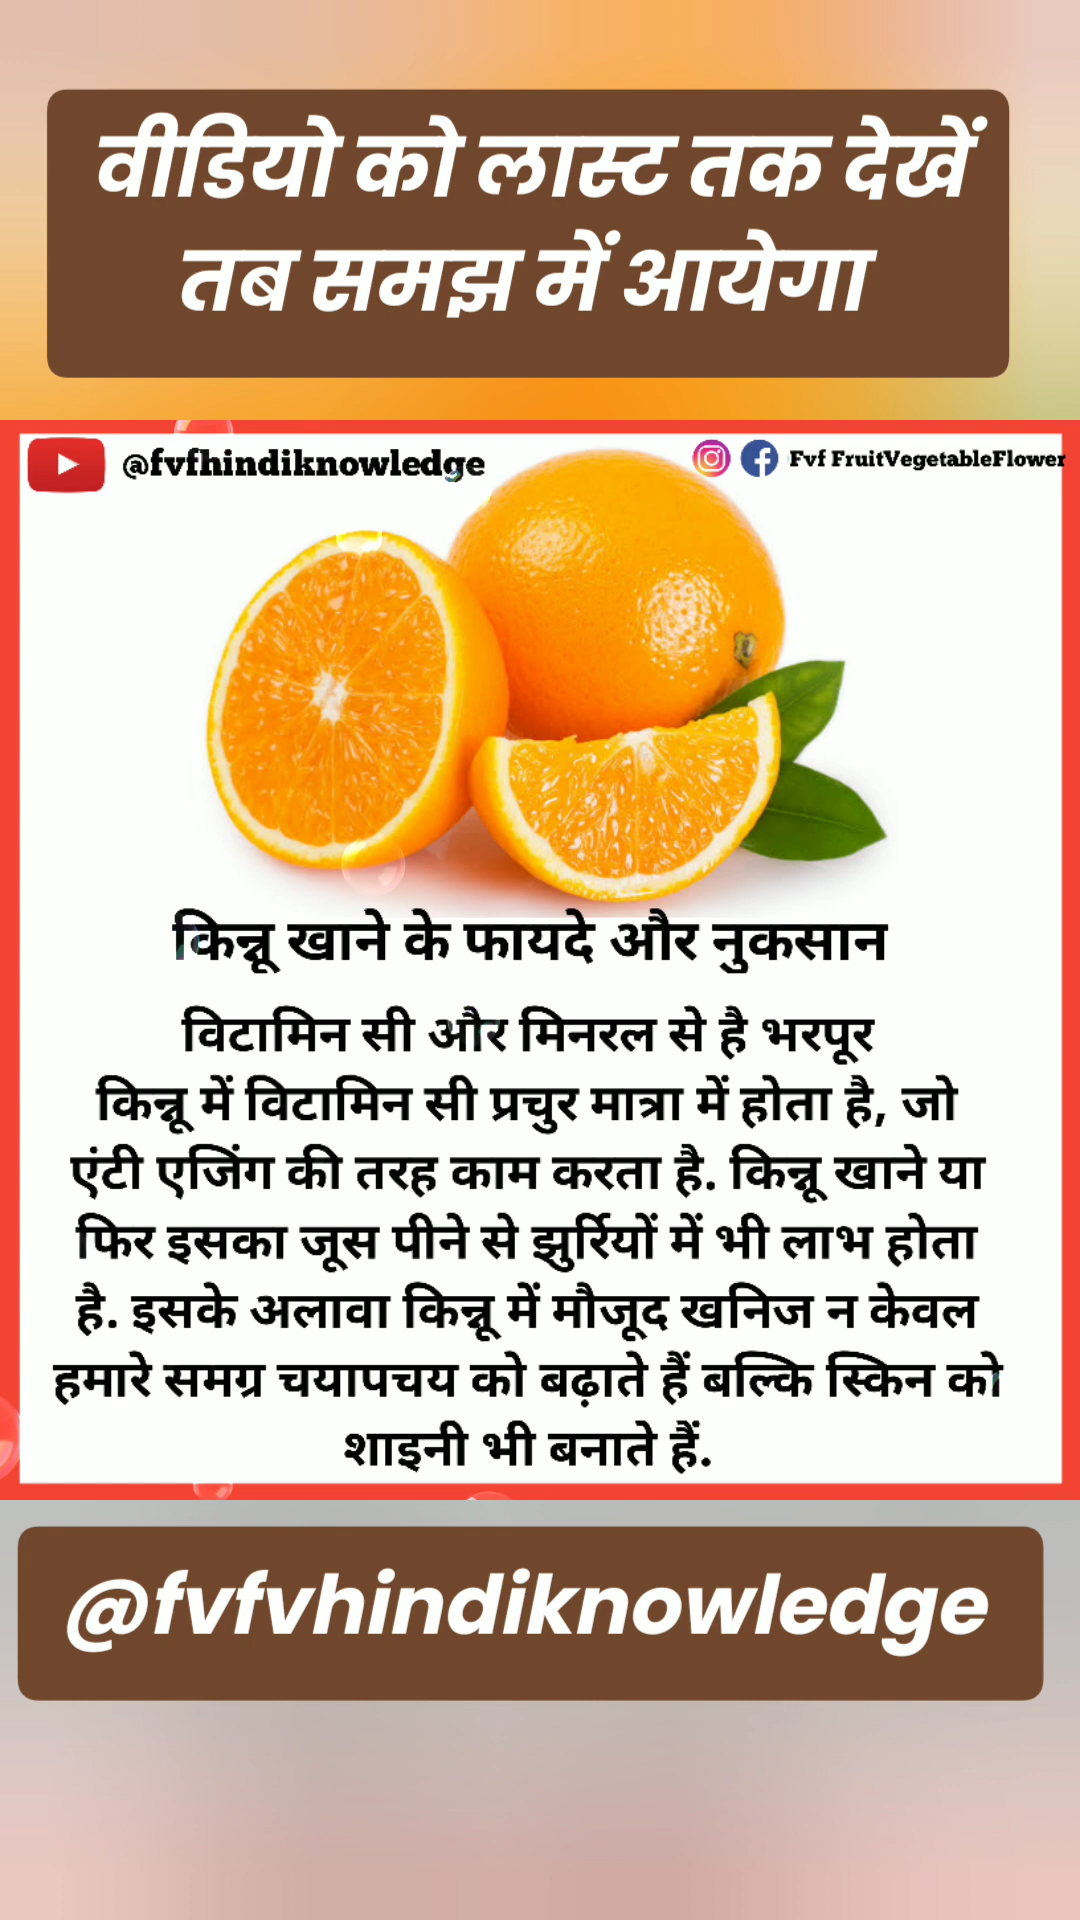 वीडियो को लास्ट तक देखें
तब समझ में आयेगा
@fvfhindiknowledge
Fvf FruitVegetableFlower
किन्नू खाने के फायदे और नुकसान
विटामिन सी और मिनरल से है भरपूर
किन्नू में विटामिन सी प्रचुर मात्रा में होता है, जो
एंटी एजिंग की तरह काम करता है. किन्नू खाने या
फिर इसका जूस पीने से झुर्रियों में भी लाभ होता
है. इसके अलावा किन्नू में मौजूद खनिज न केवल
हमारे समग्र चयापचय को बढ़ाते हैं बल्कि स्किन को
शाइनी भी बनाते हैं.
@fvfvhindiknowledge